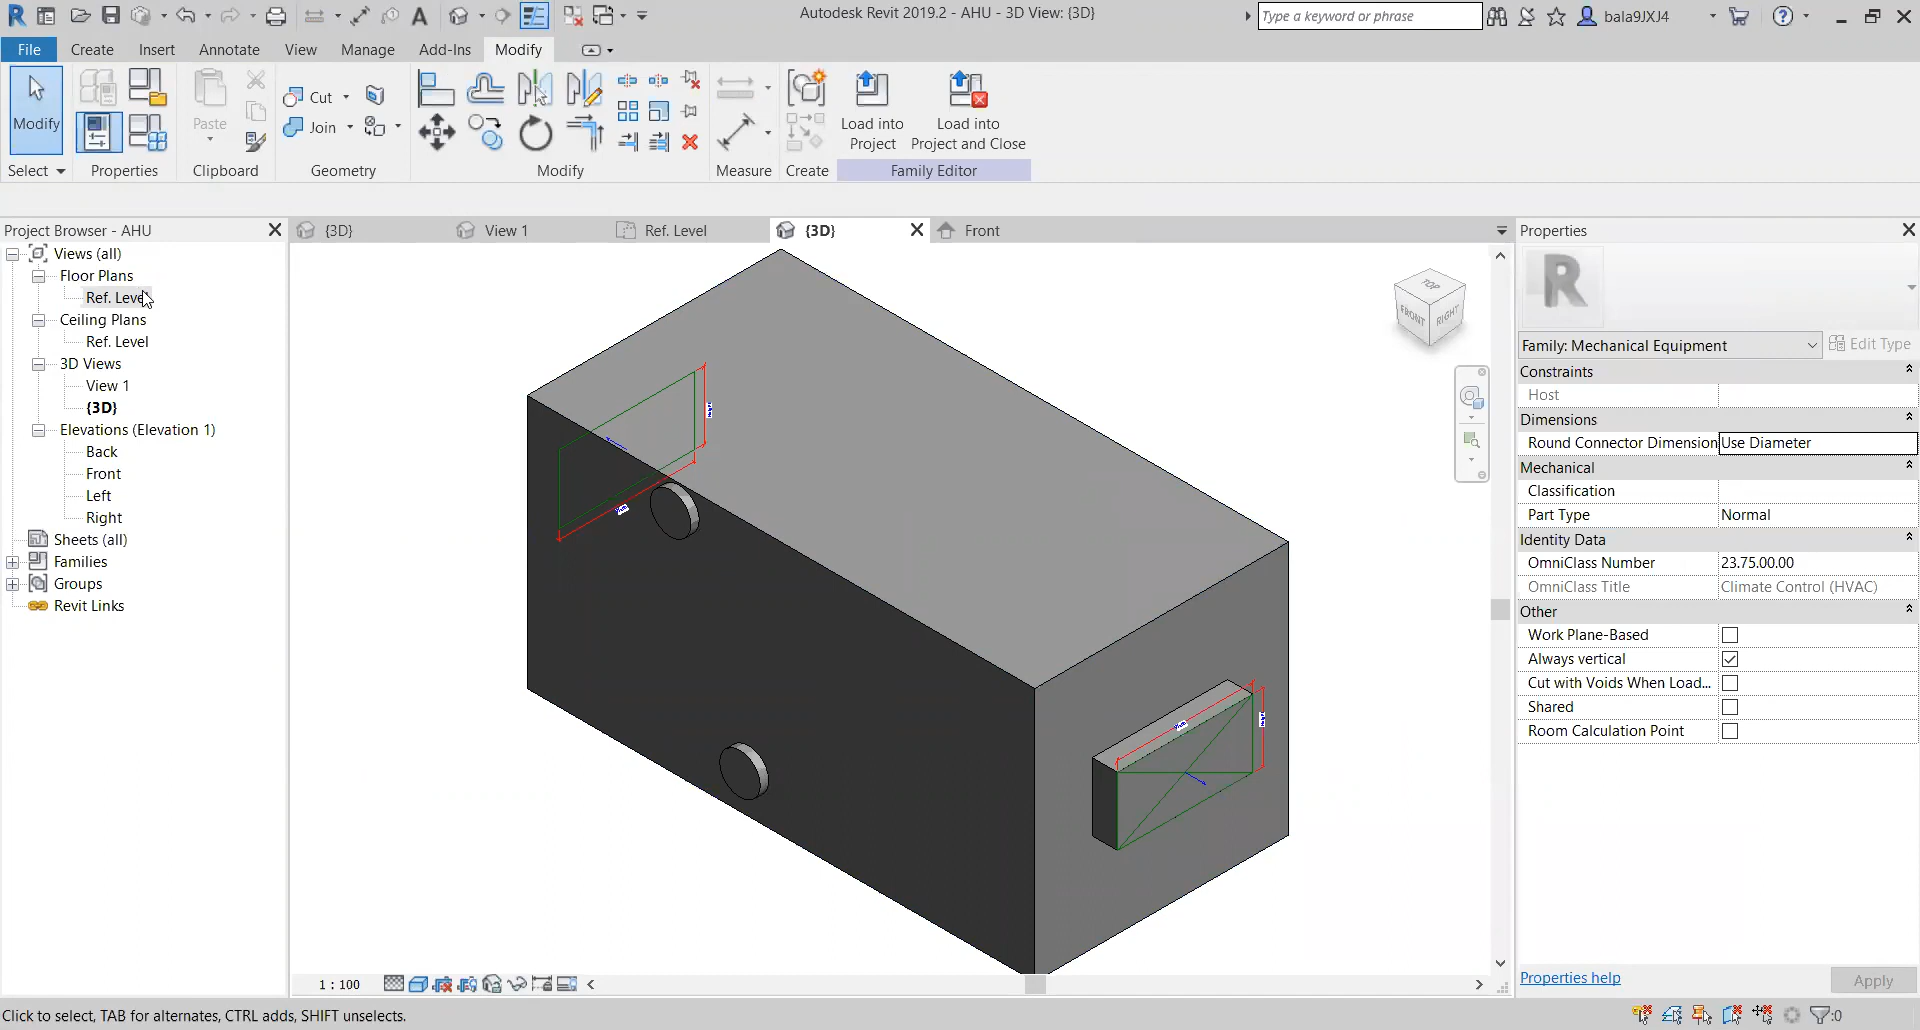 Autodesk Revit 2019.2 - AHU - 3D View: {3D}
Type a keyword or phrase
bala9JXJ4
File
Create
Insert
Annotate
View
Manage
Add-Ins
Modify
Modify
Paste
Cut
Join
Load into
Project
Load into
Project and Close
Select
Properties
Clipboard
Geometry
Modify
Measure
Create
Family Editor
Project Browser - AHU
Views (all)
Floor Plans
Ref. Level
Ceiling Plans
Ref. Level
3D Views
View 1
{3D}
Elevations (Elevation 1)
Back
Front
Left
Right
Sheets (all)
Families
Groups
Revit Links
{3D}
View 1
Ref. Level
{3D}
Front
TOP
FRONT
RIGHT
1 : 100
Properties
Family: Mechanical Equipment
Edit Type
Constraints
Host
Dimensions
Round Connector Dimension
Use Diameter
Mechanical
Classification
Part Type
Normal
Identity Data
OmniClass Number
23.75.00.00
OmniClass Title
Climate Control (HVAC)
Other
Work Plane-Based
Always vertical
Cut with Voids When Load...
Shared
Room Calculation Point
Properties help
Apply
Click to select, TAB for alternates, CTRL adds, SHIFT unselects.
:0